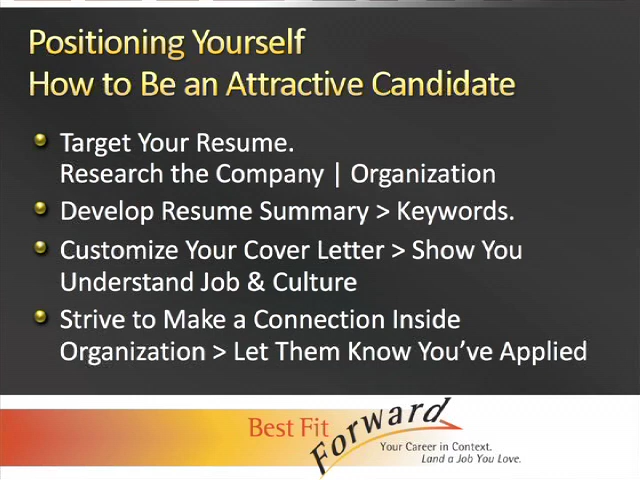 Positioning Yourself
How to Be an Attractive Candidate
Target Your Resume.
Research the Company | Organization
Develop Resume Summary > Keywords.
Customize Your Cover Letter > Show You
Understand Job & Culture
Strive to Make a Connection Inside
Organization > Let Them Know You’ve Applied
Best Fit Forward
Your Career in Context.
Land a Job You Love.